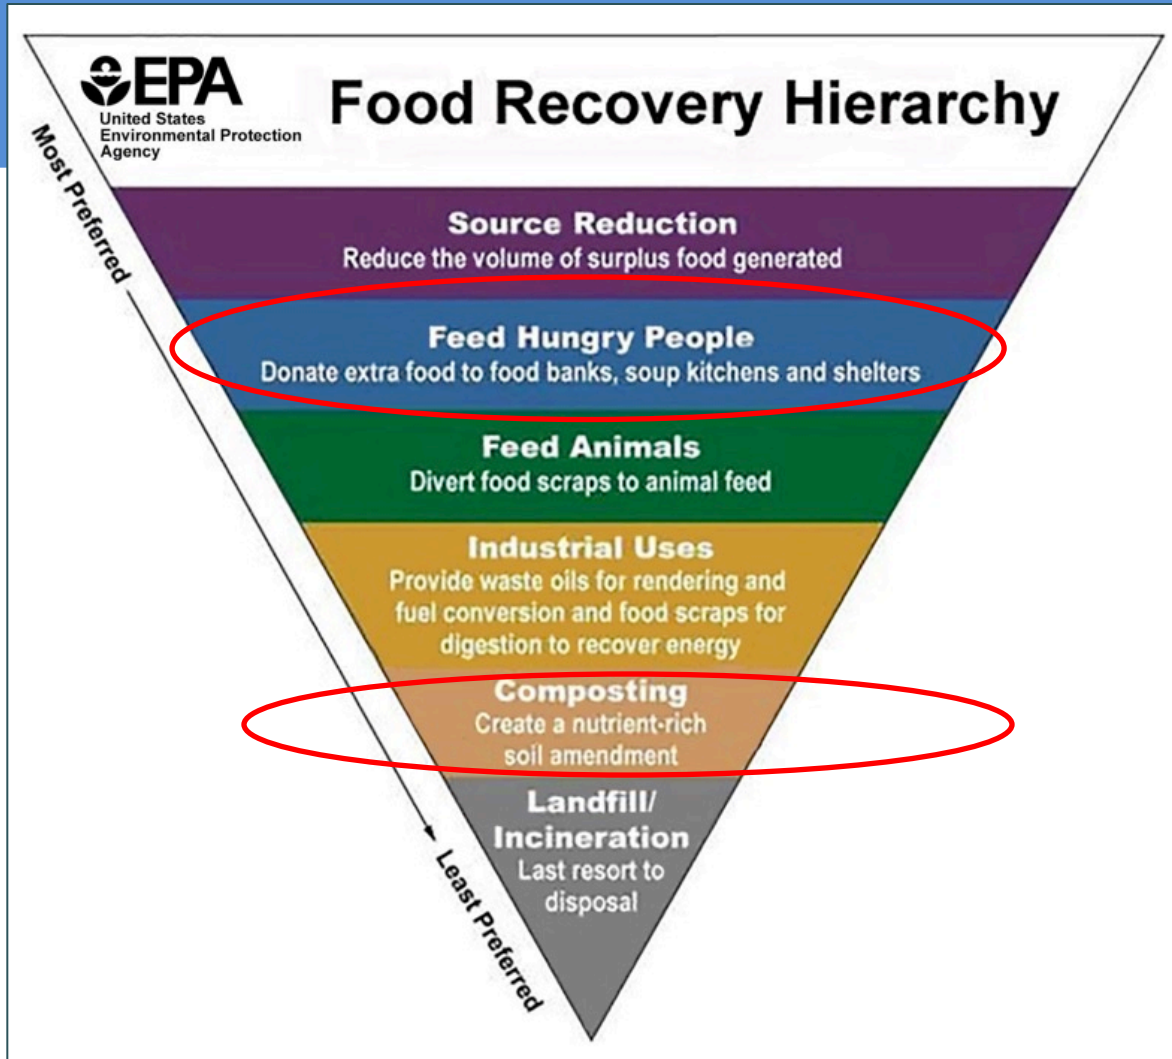 EPA
United States
Environmental Protection
Agency
Food Recovery Hierarchy
Most Preferred
Source Reduction
Reduce the volume of surplus food generated
Feed Hungry People
Donate extra food to food banks, soup kitchens and shelters
Feed Animals
Divert food scraps to animal feed
Industrial Uses
Provide waste oils for rendering and
fuel conversion and food scraps for
digestion to recover energy
Composting
Create a nutrient-rich
soil amendment
Landfill/
Incineration
Last resort to
disposal
Least Preferred